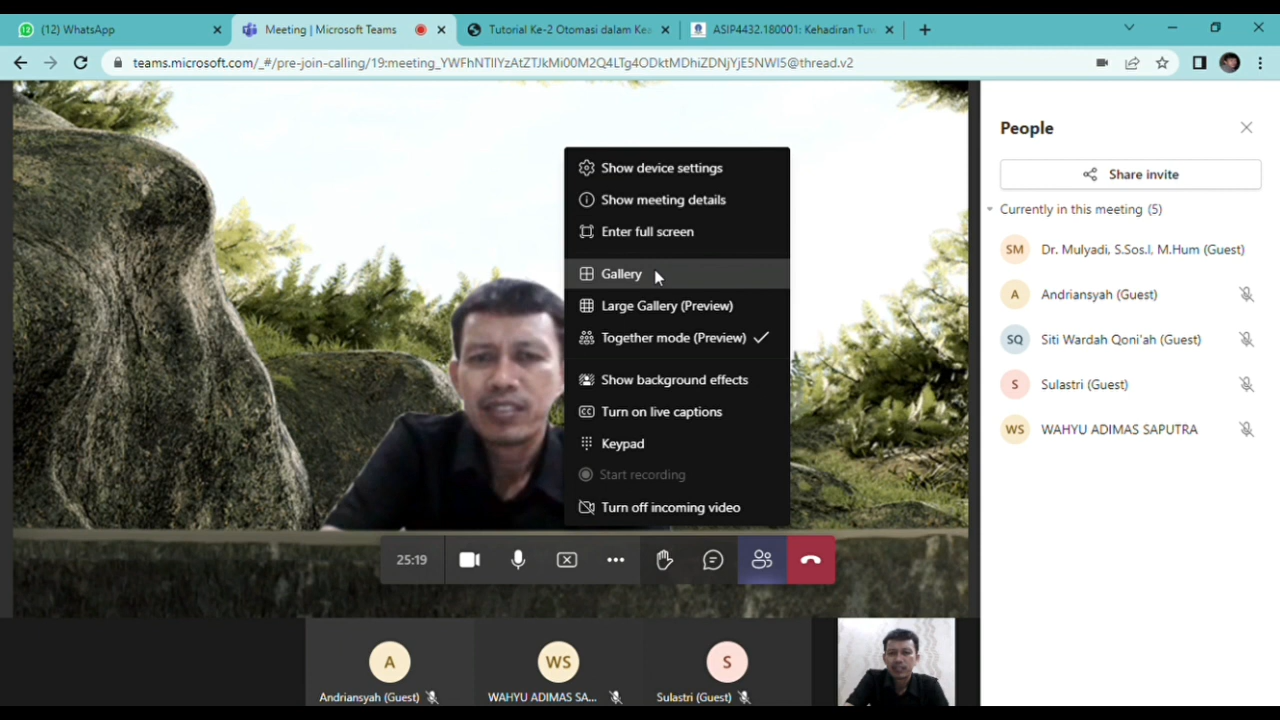 (12) WhatsApp
Meeting | Microsoft Teams
Tutorial Ke-2 Otomasi dalam Kea
ASIP4432.180001: Kehadiran Tuw
teams.microsoft.com/_#/pre-join-calling/19:meeting_YWFhNTllYzAtZTJkMi00M2Q4LTg4ODktMDhiZDNjYjE5NWI5@thread.v2
Show device settings
Show meeting details
Enter full screen
Gallery
Large Gallery (Preview)
Together mode (Preview)
Show background effects
CC Turn on live captions
Keypad
Start recording
Turn off incoming video
25:19
People
Share invite
Currently in this meeting (5)
SM Dr. Mulyadi, S.Sos.I, M.Hum (Guest)
A Andriansyah (Guest)
SQ Siti Wardah Qoni'ah (Guest)
S Sulastri (Guest)
WS WAHYU ADIMAS SAPUTRA
A
Andriansyah (Guest)
WS
WAHYU ADIMAS SA...
S
Sulastri (Guest)